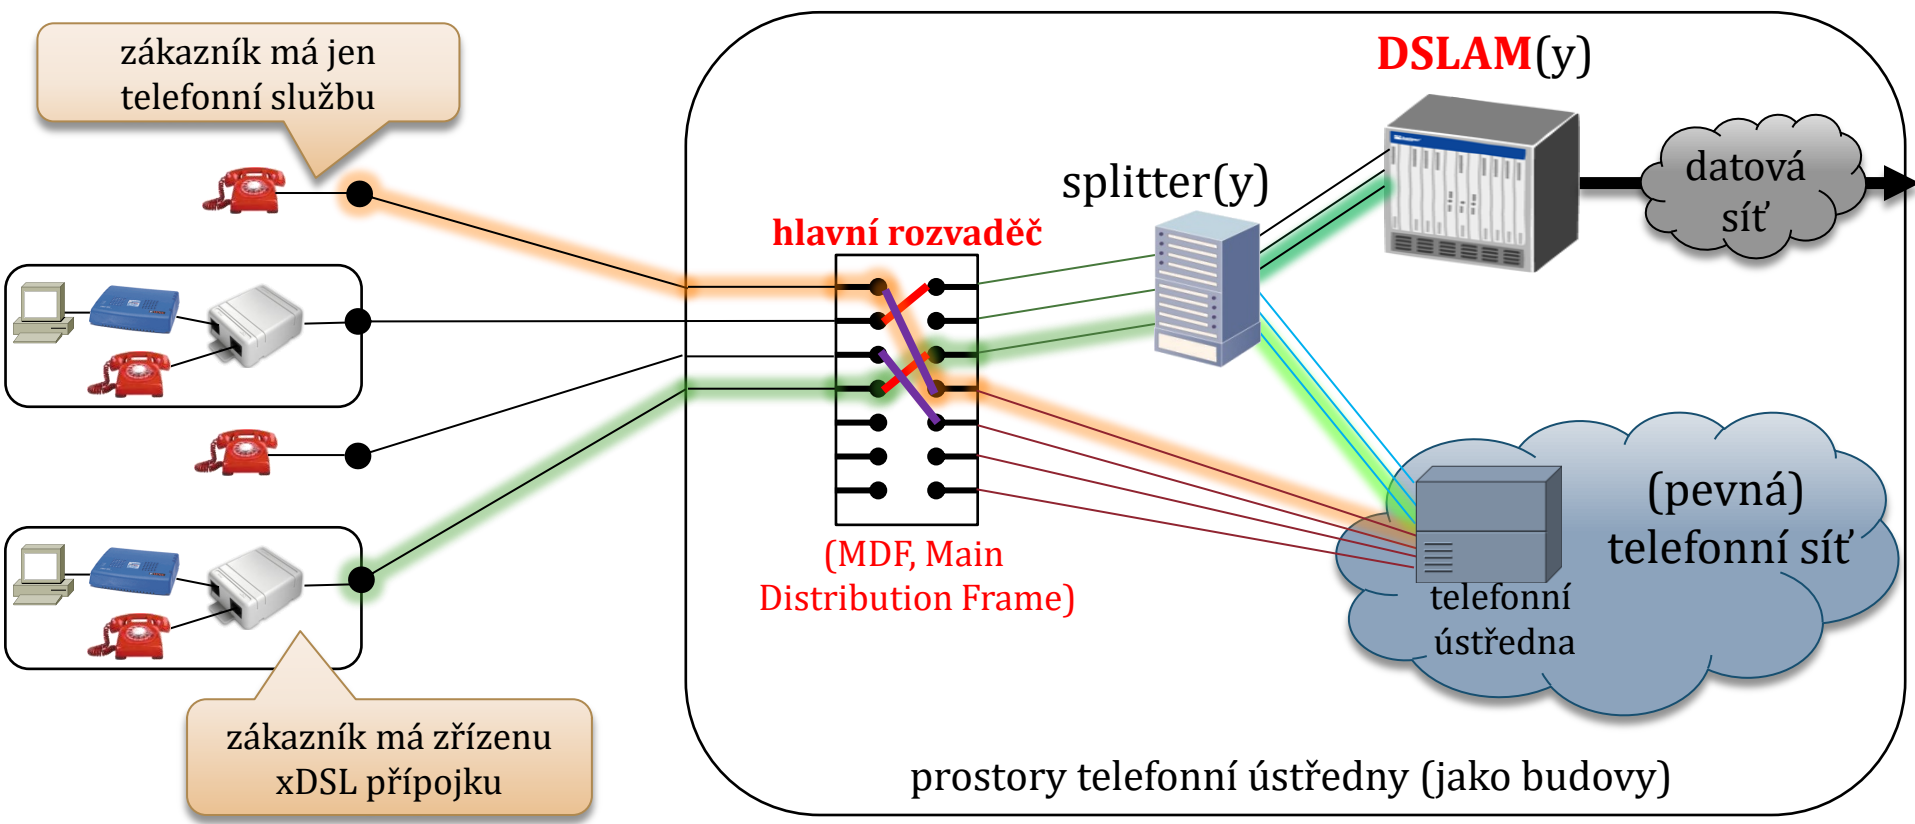 zákazník má jen
telefonní službu
DSLAM(y)
datová
síť
splitter(y)
hlavní rozvaděč
(MDF, Main
Distribution Frame)
(pevná)
telefonní síť
telefonní
ústředna
zákazník má zřízenu
xDSL přípojku
prostory telefonní ústředny (jako budovy)